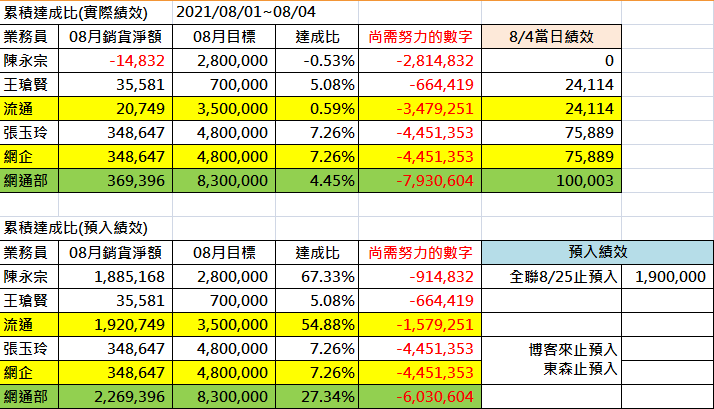 累積達成比(實際績效) 2021/08/01~08/04
業務員 08月銷貨淨額 08月目標 達成比 尚需努力的數字 8/4當日績效
陳永宗 -14,832 2,800,000 -0.53% -2,814,832 0
王瑲賢 35,581 700,000 5.08% -664,419 24,114
流通 20,749 3,500,000 0.59% -3,479,251 24,114
張玉玲 348,647 4,800,000 7.26% -4,451,353 75,889
網企 348,647 4,800,000 7.26% -4,451,353 75,889
網通部 369,396 8,300,000 4.45% -7,930,604 100,003
累積達成比(預入績效)
業務員 08月銷貨淨額 08月目標 達成比 尚需努力的數字 預入績效
陳永宗 1,885,168 2,800,000 67.33% -914,832 全聯8/25止預入 1,900,000
王瑲賢 35,581 700,000 5.08% -664,419
流通 1,920,749 3,500,000 54.88% -1,579,251
張玉玲 348,647 4,800,000 7.26% -4,451,353 博客來止預入
網企 348,647 4,800,000 7.26% -4,451,353 東森止預入
網通部 2,269,396 8,300,000 27.34% -6,030,604